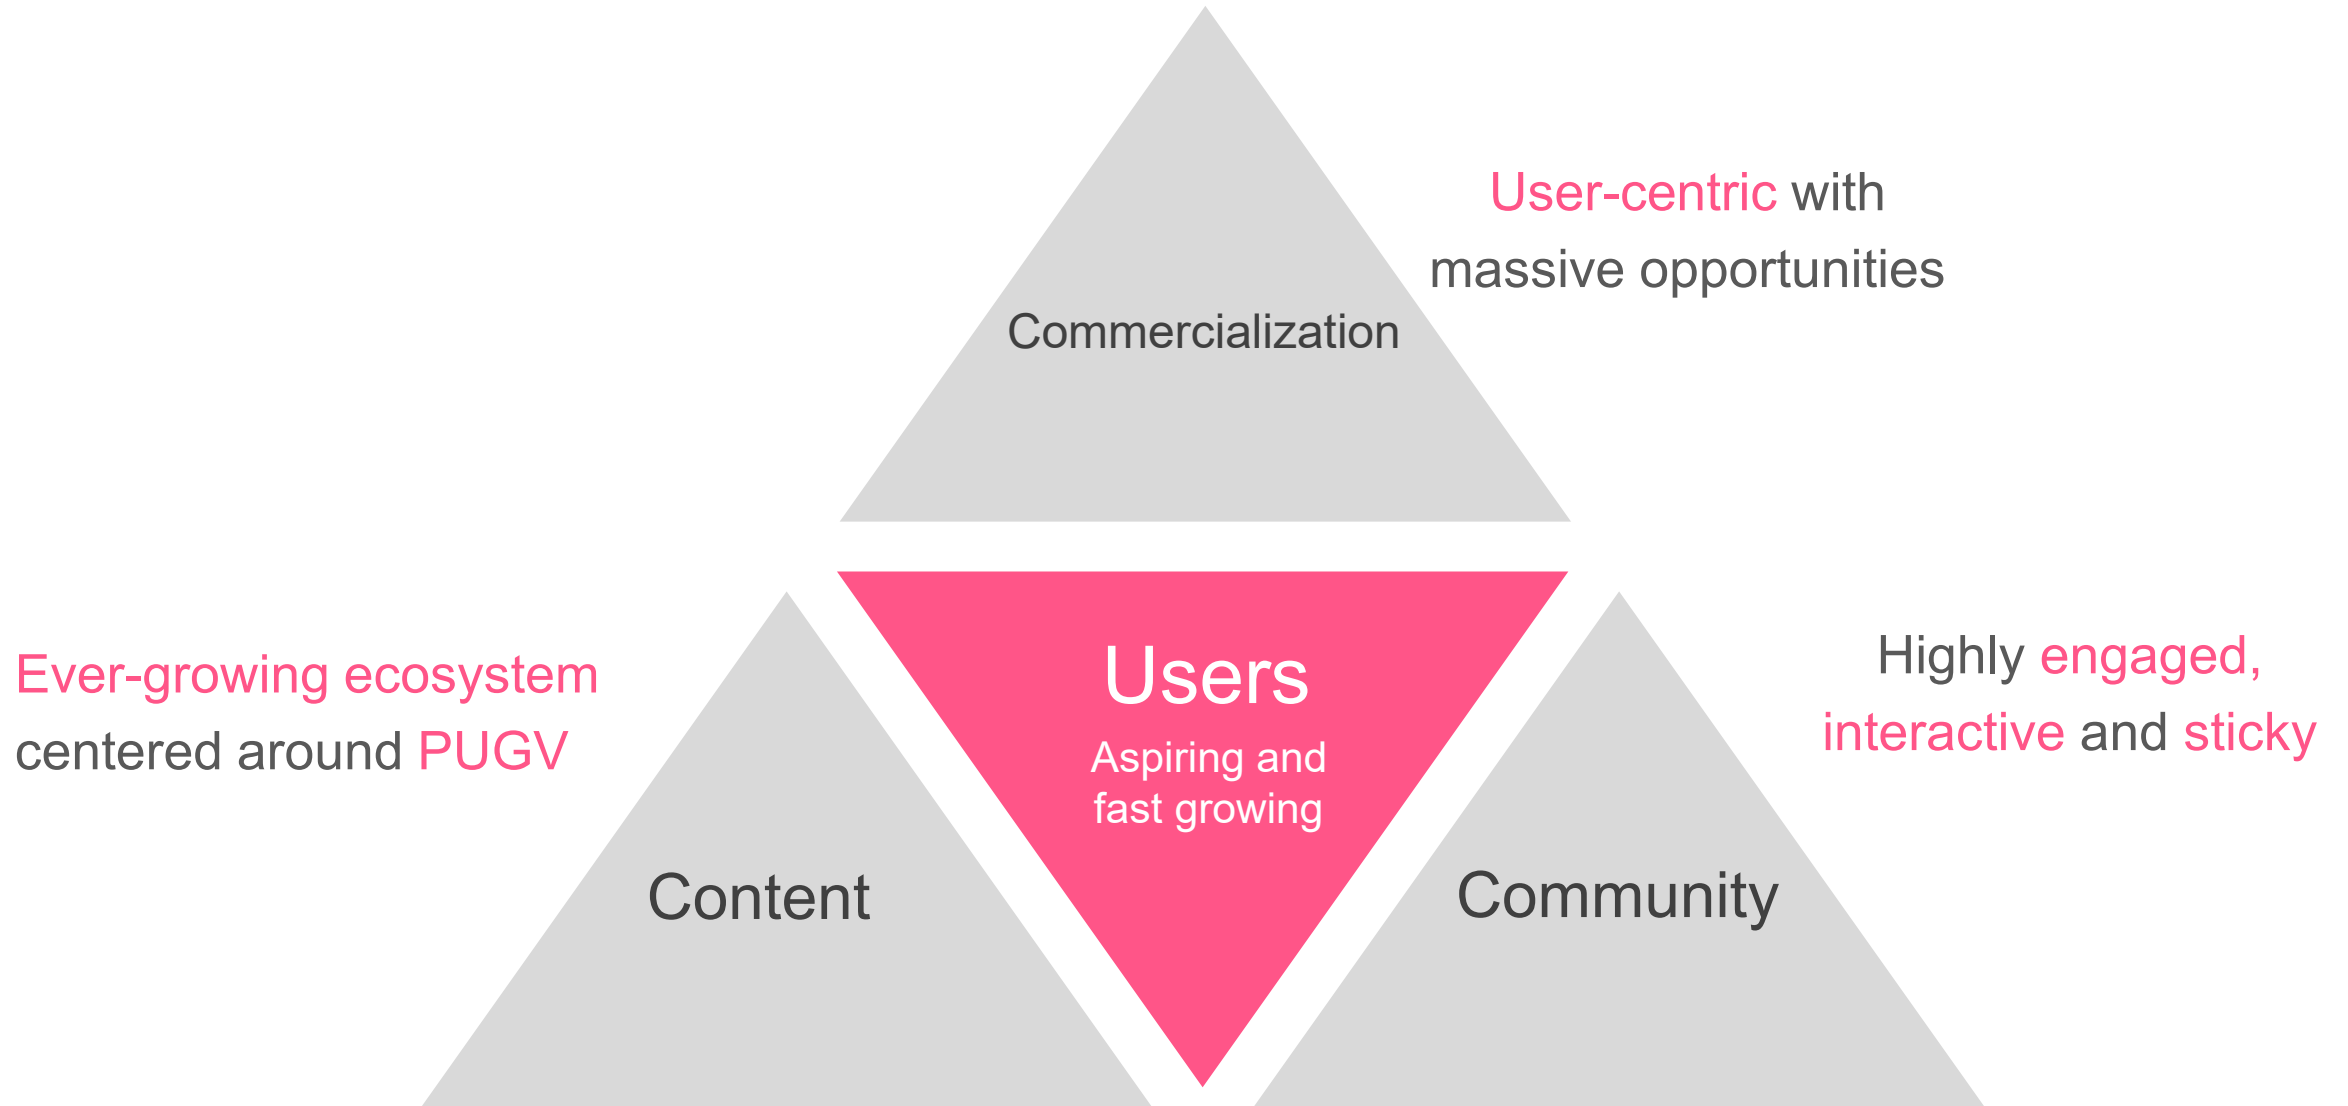 User-centric with
massive opportunities
Commercialization
Ever-growing ecosystem
centered around PUGV
Users
Aspiring and
fast growing
Highly engaged,
interactive and sticky
Content
Community